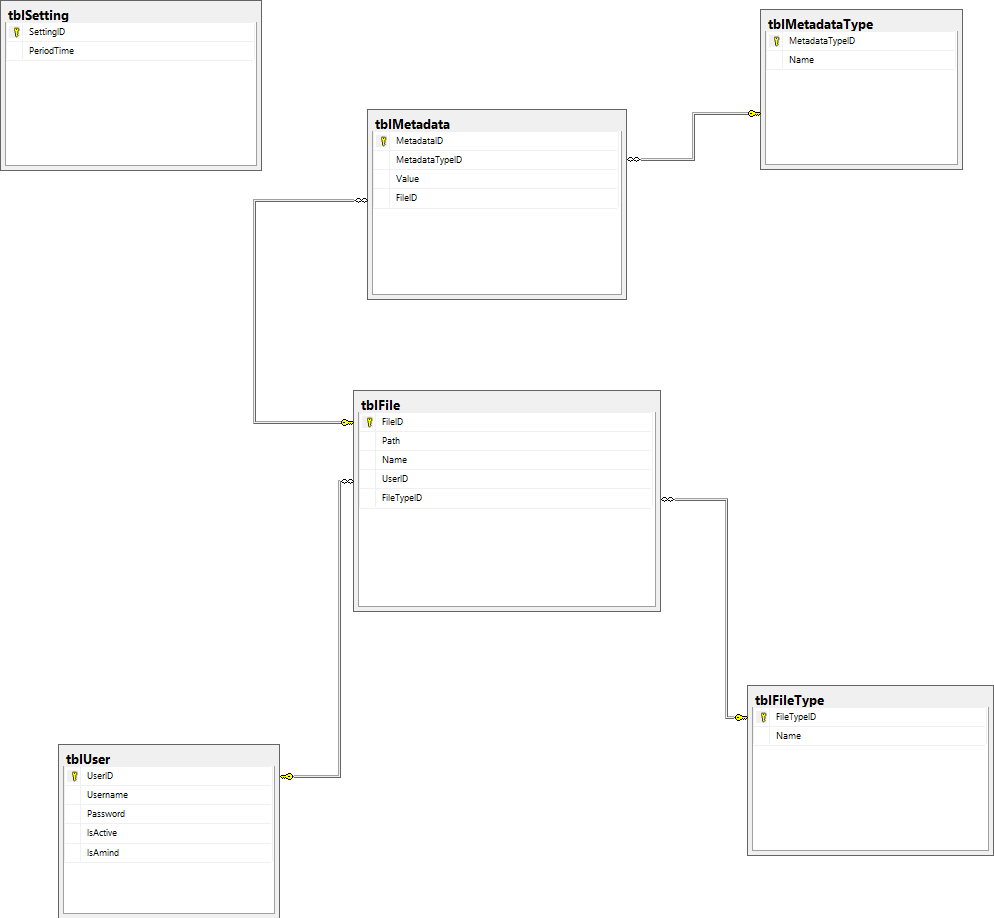 tblSetting
SettingID
PeriodTime
tblMetadataType
MetadataTypeID
Name
tblMetadata
MetadataID
MetadataTypeID
Value
FileID
tblFile
FileID
Path
Name
UserID
FileTypeID
tblFileType
FileTypeID
Name
tblUser
UserID
Username
Password
IsActive
IsAmind